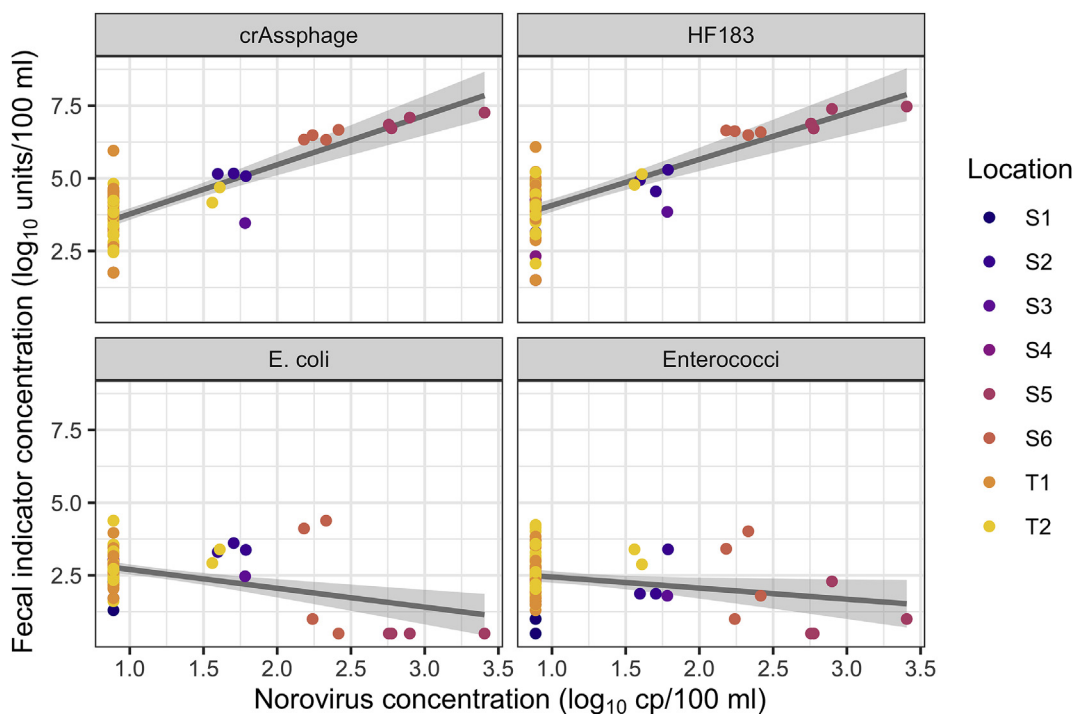 crAssphage
HF183
7.5
5.0
2.5
E. coli
Enterococci
7.5
5.0
2.5
1.0 1.5 2.0 2.5 3.0 3.5
1.0 1.5 2.0 2.5 3.0 3.5
Norovirus concentration (log10 cp/100 ml)
Fecal indicator concentration (log10 units/100 ml)
Location
S1
S2
S3
S4
S5
S6
T1
T2